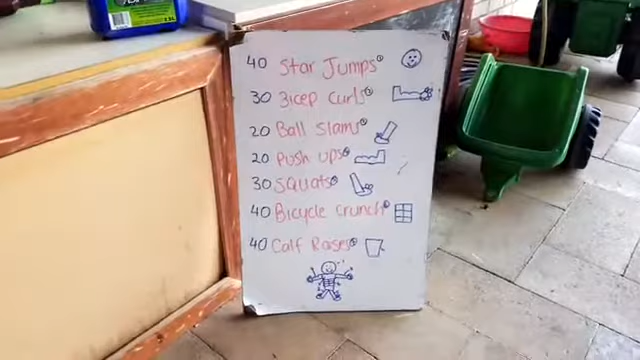 40 Star Jumps
30 Bicep curls
20 Ball Slams
20 Push ups
30 Squats
40 Bicycle crunch
40 Calf Raises